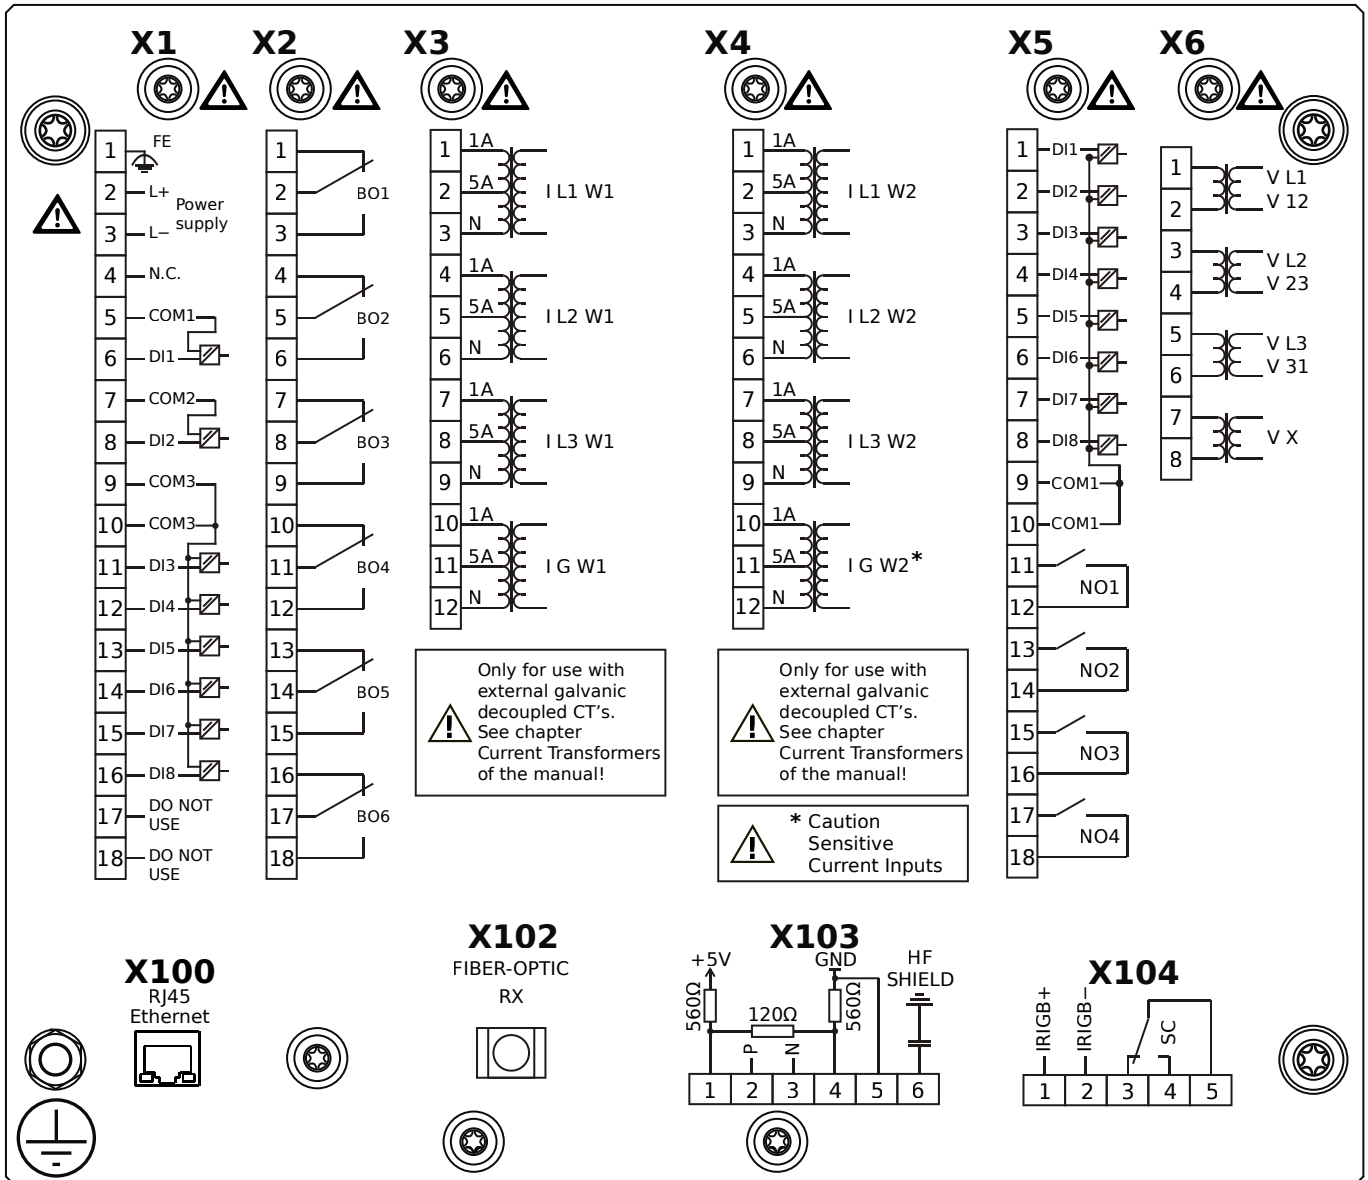 X1
X2
X3
X4
X5
X6
1
FE
2
L+
Power
supply
3
L−
4
N.C.
5
COM1
6
DI1
7
COM2
8
DI2
9
COM3
10
COM3
11
DI3
12
DI4
13
DI5
14
DI6
15
DI7
16
DI8
17
DO NOT
USE
18
DO NOT
USE
1
2
BO1
3
4
5
BO2
6
7
8
BO3
9
10
11
BO4
12
13
14
BO5
15
16
17
BO6
18
1
1A
2
5A
I L1 W1
3
N
4
1A
5
5A
I L2 W1
6
N
7
1A
8
5A
I L3 W1
9
N
10
1A
11
5A
I G W1
12
N
Only for use with
external galvanic
decoupled CT's.
See chapter
Current Transformers
of the manual!
1
1A
2
5A
I L1 W2
3
N
4
1A
5
5A
I L2 W2
6
N
7
1A
8
5A
I L3 W2
9
N
10
1A
11
5A
I G W2*
12
N
Only for use with
external galvanic
decoupled CT's.
See chapter
Current Transformers
of the manual!
* Caution
Sensitive
Current Inputs
1
DI1
2
DI2
3
DI3
4
DI4
5
DI5
6
DI6
7
DI7
8
DI8
9
COM1
10
COM1
11
NO1
12
13
NO2
14
15
NO3
16
17
NO4
18
1
V L1
V 12
2
3
V L2
V 23
4
5
V L3
V 31
6
7
V X
8
X100
RJ45
Ethernet
X102
FIBER-OPTIC
RX
X103
+5V
GND
HF
SHIELD
560Ω
120Ω
560Ω
P
N
1 2 3 4 5 6
X104
IRIGB+
IRIGB−
SC
1 2 3 4 5